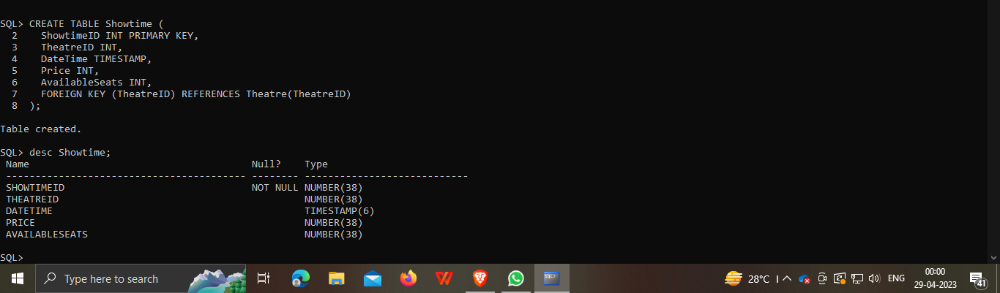 SQL> CREATE TABLE Showtime (
  2    ShowtimeID INT PRIMARY KEY,
  3    TheatreID INT,
  4    DateTime TIMESTAMP,
  5    Price INT,
  6    AvailableSeats INT,
  7    FOREIGN KEY (TheatreID) REFERENCES Theatre(TheatreID)
  8  );
Table created.
SQL> desc Showtime;
 Name                                      Null?    Type
 ----------------------------------------- -------- ----------------------------
 SHOWTIMEID                                NOT NULL NUMBER(38)
 THEATREID                                          NUMBER(38)
 DATETIME                                           TIMESTAMP(6)
 PRICE                                              NUMBER(38)
 AVAILABLESEATS                                     NUMBER(38)
SQL>
Type here to search
W
SQL>
28°C
ENG
00:00
29-04-2023
41